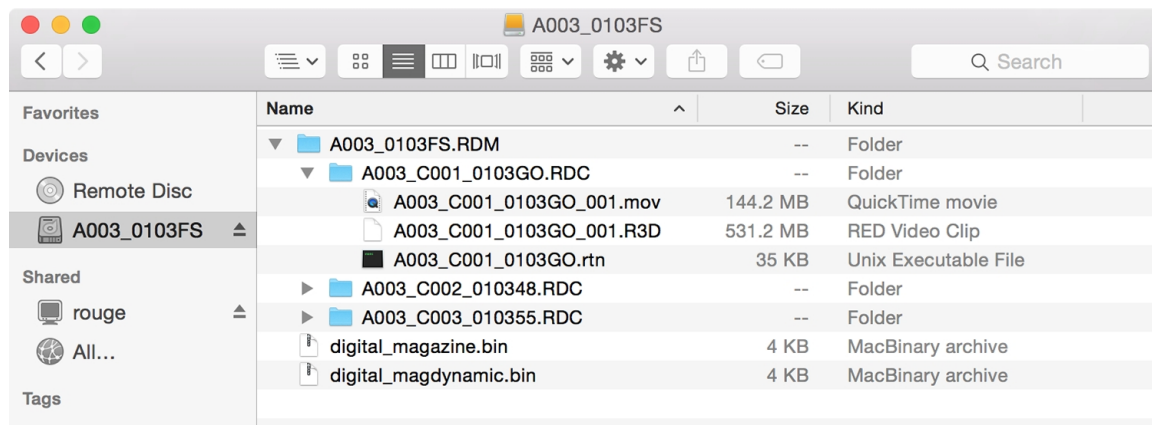 A003_0103FS
Search
Favorites
Devices
Remote Disc
A003_0103FS
Shared
rouge
All...
Tags
Name Size Kind
A003_0103FS.RDM -- Folder
A003_C001_0103GO.RDC -- Folder
A003_C001_0103GO_001.mov 144.2 MB QuickTime movie
A003_C001_0103GO_001.R3D 531.2 MB RED Video Clip
A003_C001_0103GO.rtn 35 KB Unix Executable File
A003_C002_010348.RDC -- Folder
A003_C003_010355.RDC -- Folder
digital_magazine.bin 4 KB MacBinary archive
digital_magdynamic.bin 4 KB MacBinary archive